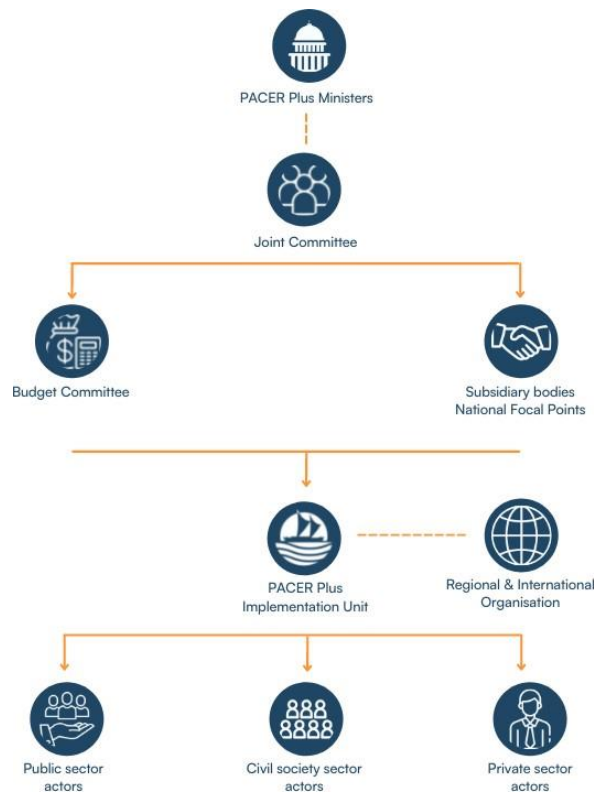 PACER Plus Ministers
Joint Committee
$
Budget Committee
Subsidiary bodies
National Focal Points
PACER Plus
Implementation Unit
Regional & International
Organisation
Public sector
actors
Civil society sector
actors
Private sector
actors